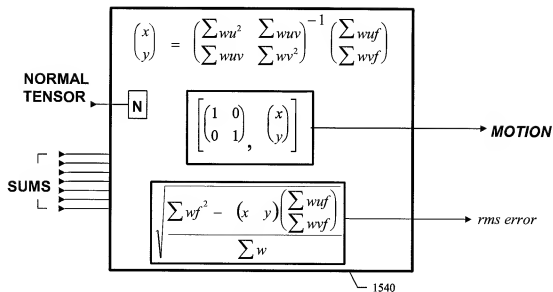 (x y) = (∑wu² ∑wuv ∑wuv ∑wv²)⁻¹ (∑wuf ∑wvf)
NORMAL
TENSOR
N
[(1 0 0 1), (x y)]
MOTION
SUMS
√ ∑wf² - (x y)(∑wuf ∑wvf)
∑w
rms error
1540